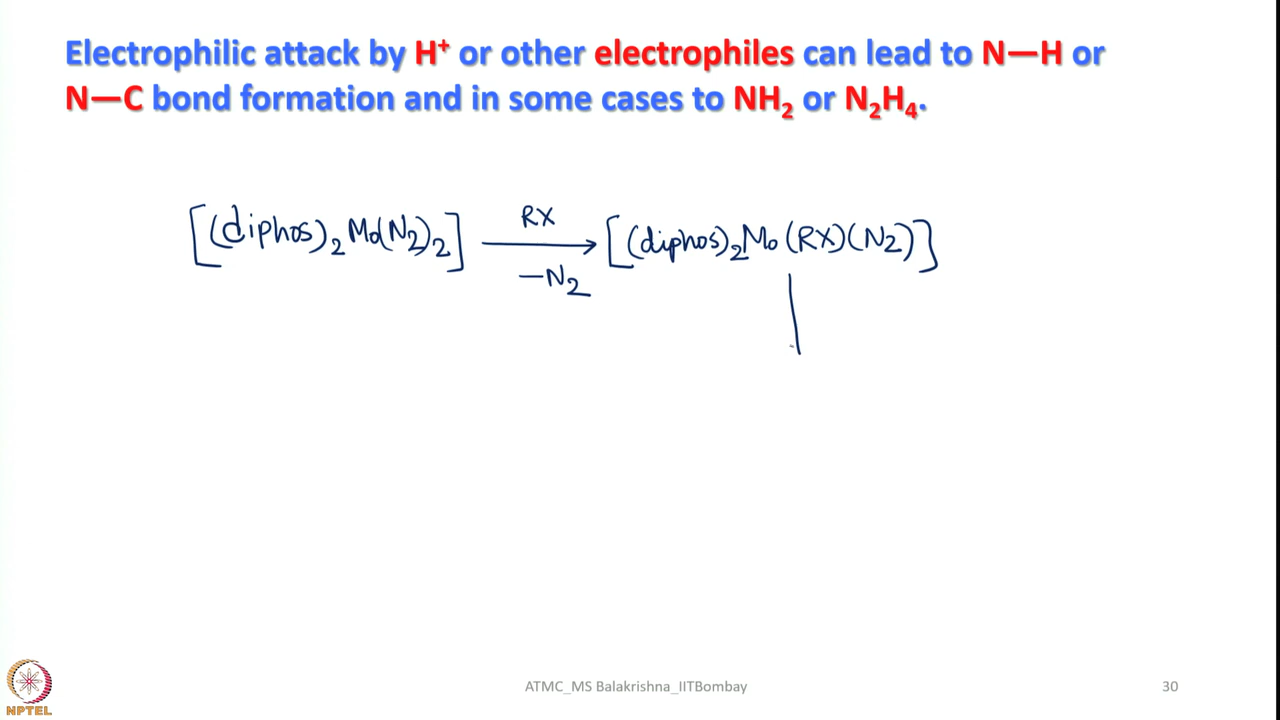 Electrophilic attack by H⁺ or other electrophiles can lead to N—H or
N—C bond formation and in some cases to NH₂ or N₂H₄.
[(diphos)₂Mo(N₂)₂] RX −N₂ [(diphos)₂Mo(RX)(N₂)]
NPTEL
ATMC_MS Balakrishna_IITBombay
30